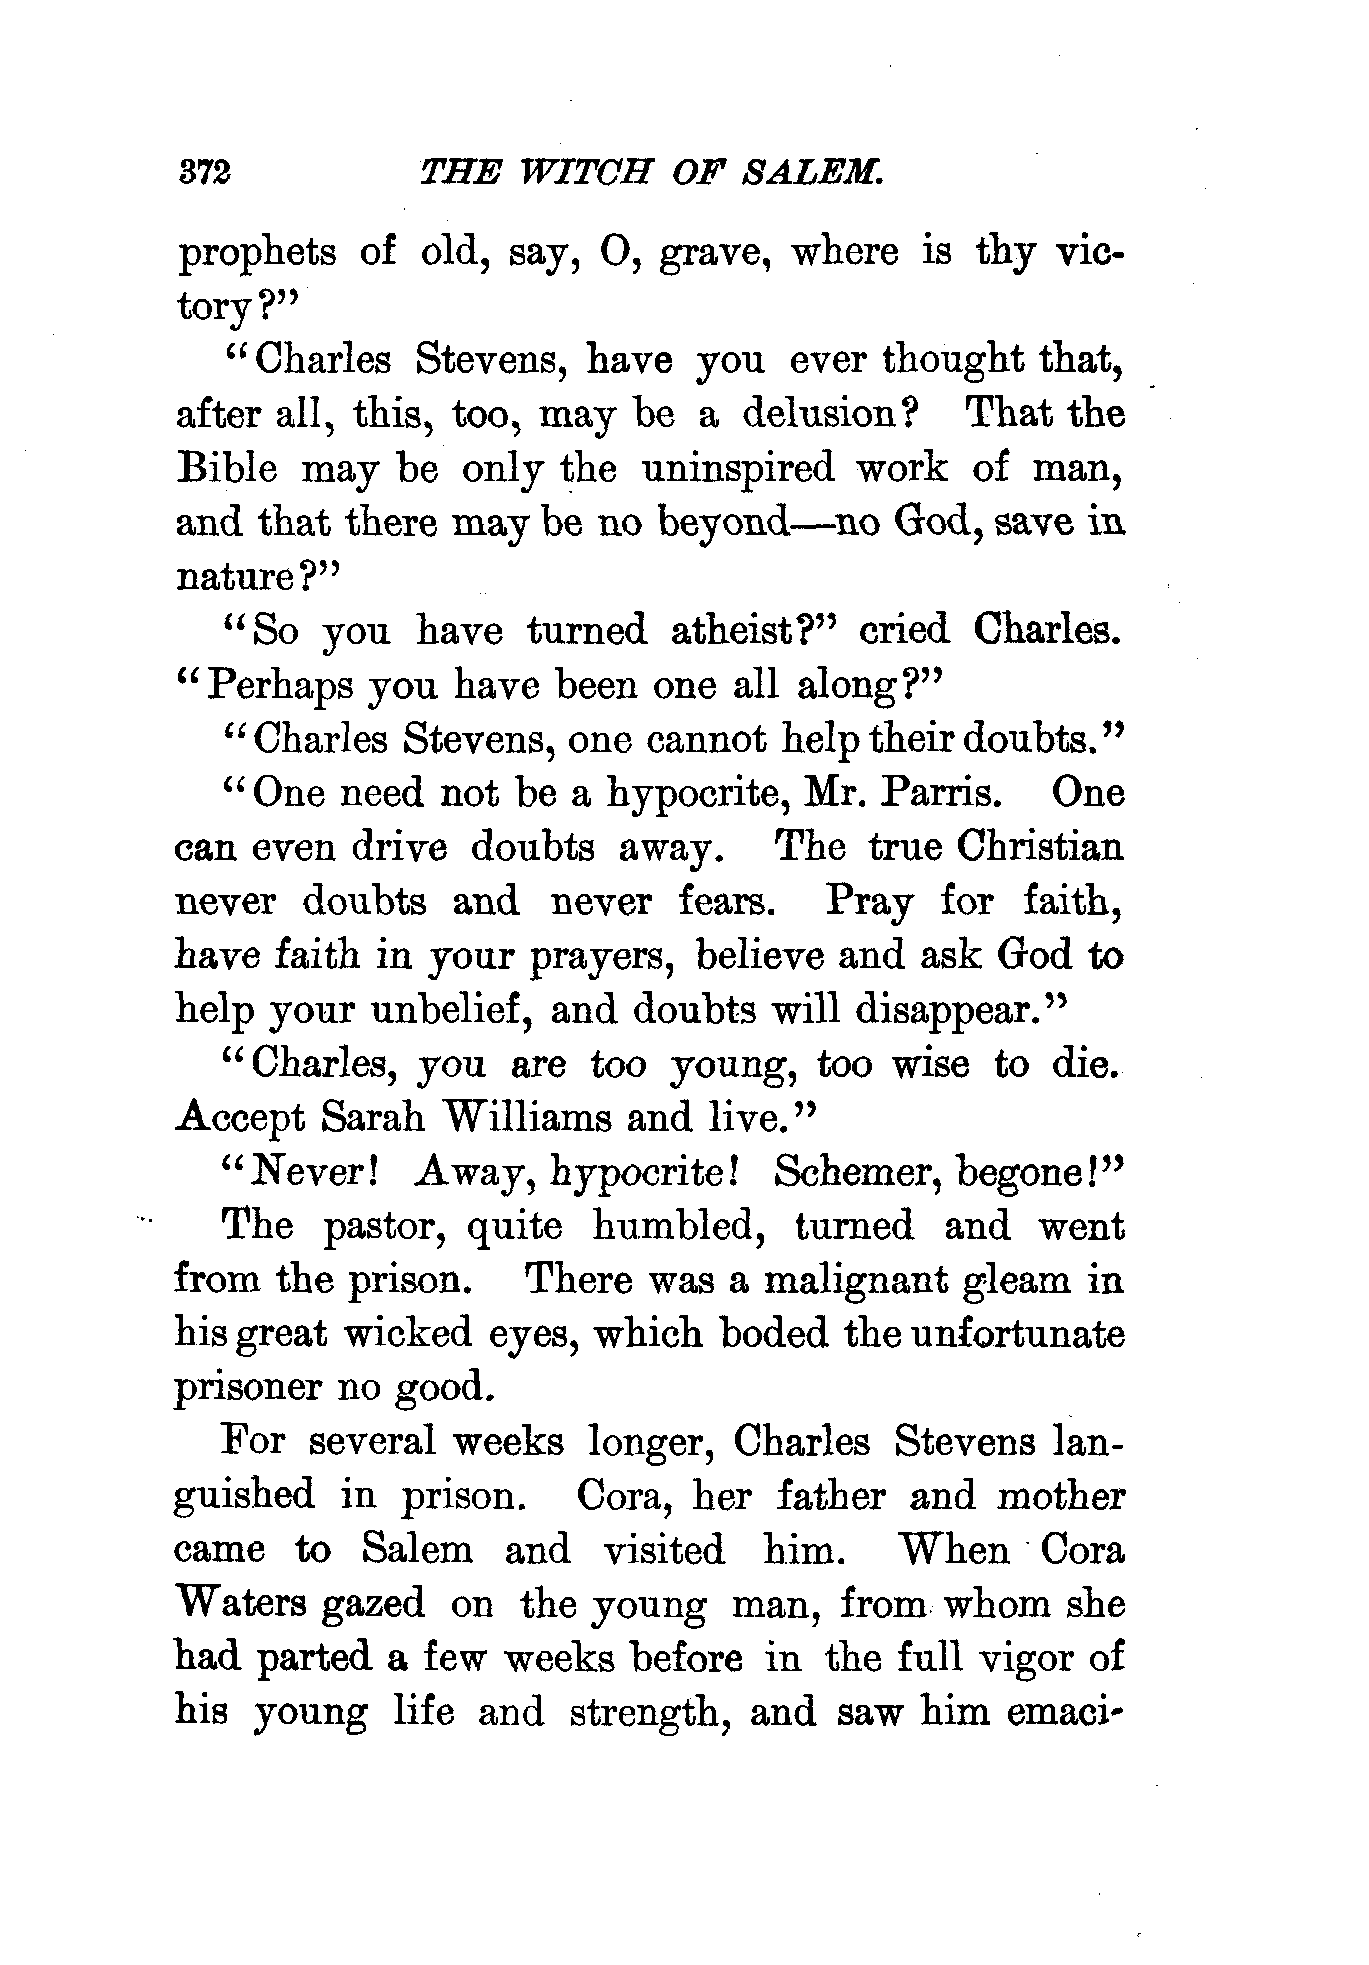 372 THE WITCH OF SALEM.
prophets of old, say, O, grave, where is thy vic-
tory?"
"Charles Stevens, have you ever thought that,
after all, this, too, may be a delusion? That the
Bible may be only the uninspired work of man,
and that there may be no beyond—no God, save in
nature?"
"So you have turned atheist?" cried Charles.
"Perhaps you have been one all along?"
"Charles Stevens, one cannot help their doubts."
"One need not be a hypocrite, Mr. Parris. One
can even drive doubts away. The true Christian
never doubts and never fears. Pray for faith,
have faith in your prayers, believe and ask God to
help your unbelief, and doubts will disappear."
"Charles, you are too young, too wise to die.
Accept Sarah Williams and live."
"Never! Away, hypocrite! Schemer, begone!"
The pastor, quite humbled, turned and went
from the prison. There was a malignant gleam in
his great wicked eyes, which boded the unfortunate
prisoner no good.
For several weeks longer, Charles Stevens lan-
guished in prison. Cora, her father and mother
came to Salem and visited him. When Cora
Waters gazed on the young man, from whom she
had parted a few weeks before in the full vigor of
his young life and strength, and saw him emaci-